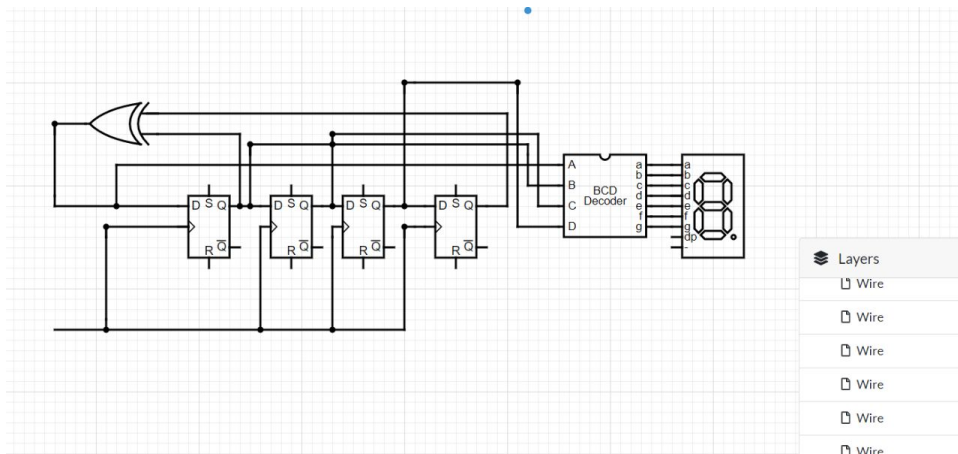 D S Q
R Q
D S Q
R Q
D S Q
R Q
D S Q
R Q
A
B
C
D
BCD
Decoder
a
b
c
d
e
f
g
a
b
c
d
e
f
g
dp
-
Layers
Wire
Wire
Wire
Wire
Wire
Wire